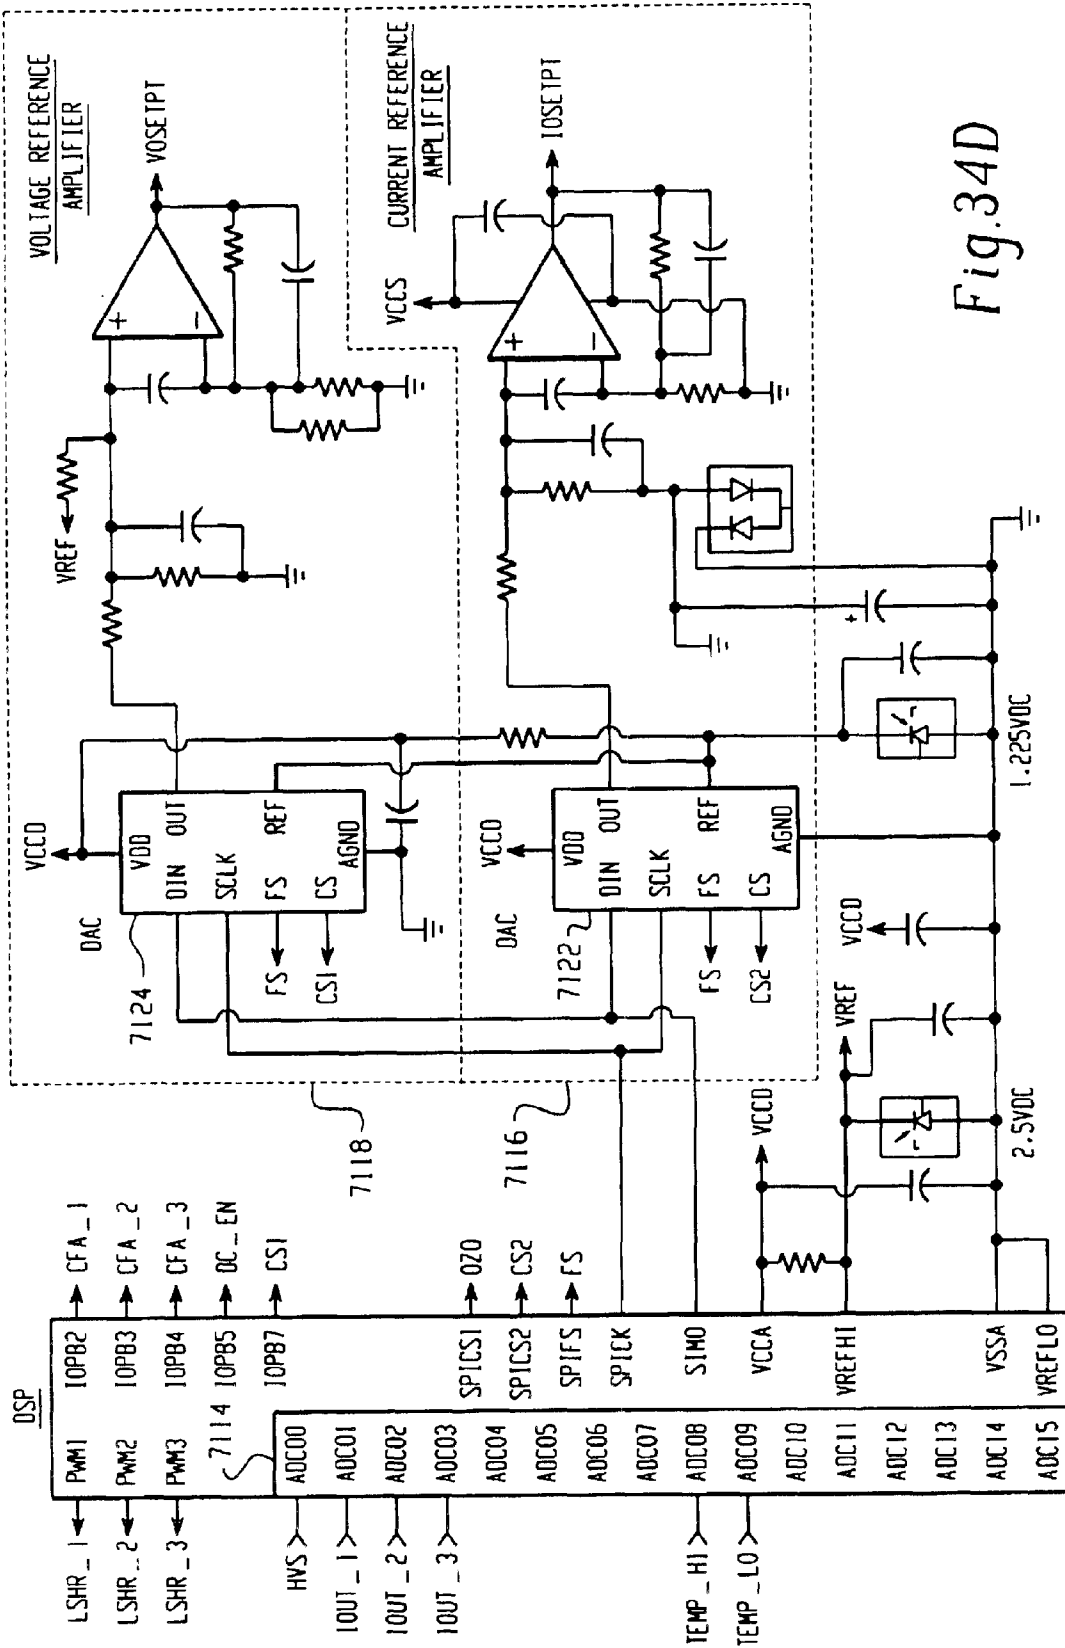 DSP
LSHR_1
PWM1
IOPB2
CFA_1
LSHR_2
PWM2
IOPB3
CFA_2
LSHR_3
PWM3
IOPB4
CFA_3
IOPB5
DC_EN
IOPB7
CS1
7114
HVS
ADC00
IOUT_1
ADC01
IOUT_2
ADC02
IOUT_3
ADC03
SPICS1
OZO
ADC04
SPICS2
CS2
ADC05
SPIFS
FS
ADC06
SPICK
ADC07
TEMP_HI
ADC08
SIMO
TEMP_LO
ADC09
VCCA
VCCD
ADC10
ADC11
VREFHI
VREF
ADC12
ADC13
ADC14
VSSA
ADC15
VREFLO
7118
7116
2.5VDC
VCCD
1.225VDC
7124
DAC
VCCD
VDD
DIN
OUT
SCLK
FS
REF
CS
AGND
FS
CS1
7122
DAC
VCCD
VDD
DIN
OUT
SCLK
FS
REF
CS
AGND
FS
CS2
VREF
VOLTAGE REFERENCE
AMPLIFIER
+
-
VOSETPT
CURRENT REFERENCE
AMPLIFIER
VCCS
+
-
IOSETPT
+
Fig.34D